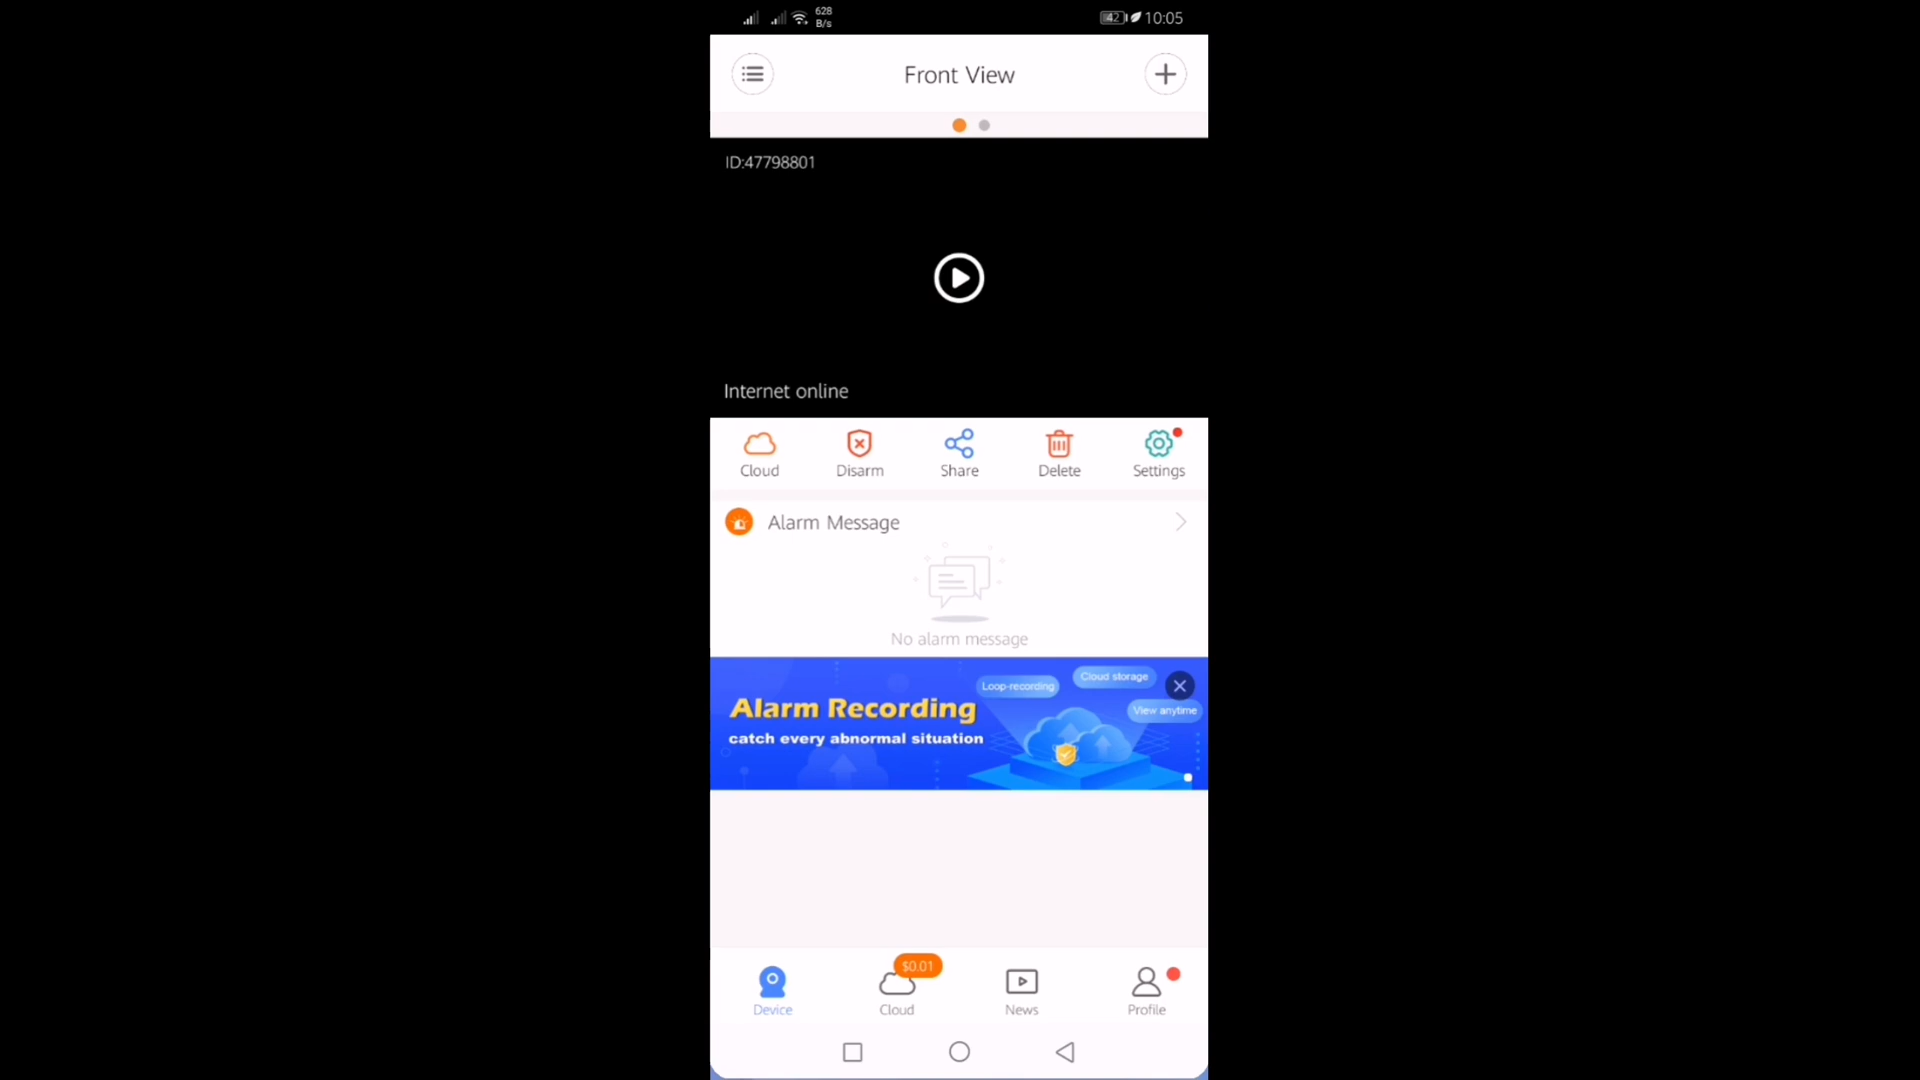 628
B/s
42
10:05
Front View
ID:47798801
Internet online
Cloud
Disarm
Share
Delete
Settings
Alarm Message
No alarm message
Loop-recording
Cloud storage
View anytime
Alarm Recording
catch every abnormal situation
$0.01
Device
Cloud
News
Profile